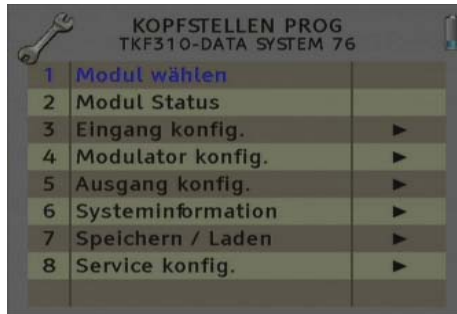 KOPFSTELLEN PROG
TKF310-DATA SYSTEM 76
1 Modul wählen
2 Modul Status
3 Eingang konfig. ►
4 Modulator konfig. ►
5 Ausgang konfig. ►
6 Systeminformation ►
7 Speichern / Laden ►
8 Service konfig. ►